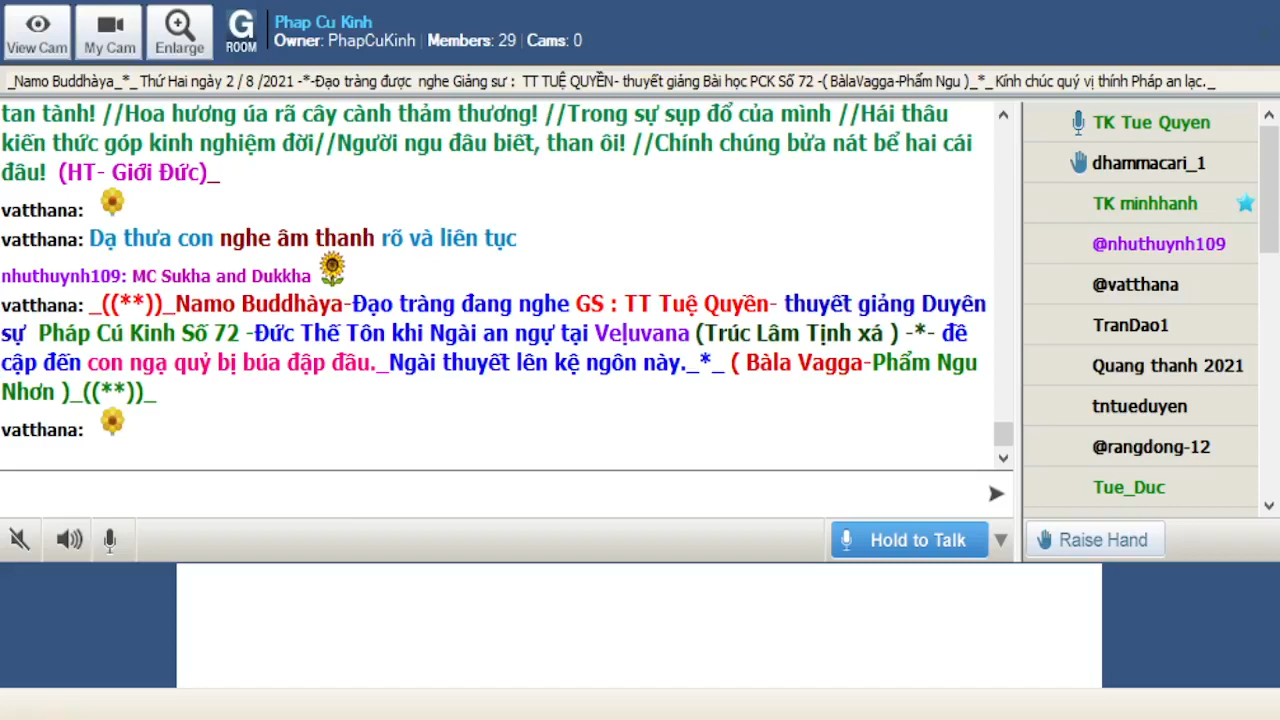 View Cam
My Cam
Enlarge
G
ROOM
Phap Cu Kinh
Owner: PhapCuKinh | Members: 29 | Cams: 0
_Namo Buddhàya_*_ Thứ Hai ngày 2 / 8 /2021 -*-Đạo tràng được nghe Giảng sư : TT TUỆ QUYỀN- thuyết giảng Bài học PCK Số 72 -( BàlaVagga-Phẩm Ngu )_*_ Kính chúc quý vị thính Pháp an lạc._
tan tành! //Hoa hương úa rã cây cành thảm thương! //Trong sự sụp đổ của mình //Hái thâu
kiến thức góp kinh nghiệm đời//Người ngu đâu biết, than ôi! //Chính chúng bửa nát bể hai cái
đầu! (HT- Giới Đức)_
vatthana:
vatthana: Dạ thưa con nghe âm thanh rõ và liên tục
nhuthuynh109: MC Sukha and Dukkha
vatthana: _((**))_Namo Buddhàya-Đạo tràng đang nghe GS : TT Tuệ Quyền- thuyết giảng Duyên
sự Pháp Cú Kinh Số 72 -Đức Thế Tôn khi Ngài an ngự tại Veḷuvana (Trúc Lâm Tịnh xá ) -*- đề
cập đến con ngạ quỷ bị búa đập đầu._Ngài thuyết lên kệ ngôn này._*_ ( Bàla Vagga-Phẩm Ngu
Nhơn )_((**))_
vatthana:
TK Tue Quyen
dhammacari_1
TK minhhanh
@nhuthuynh109
@vatthana
TranDao1
Quang thanh 2021
tntueduyen
@rangdong-12
Tue_Duc
Hold to Talk
Raise Hand